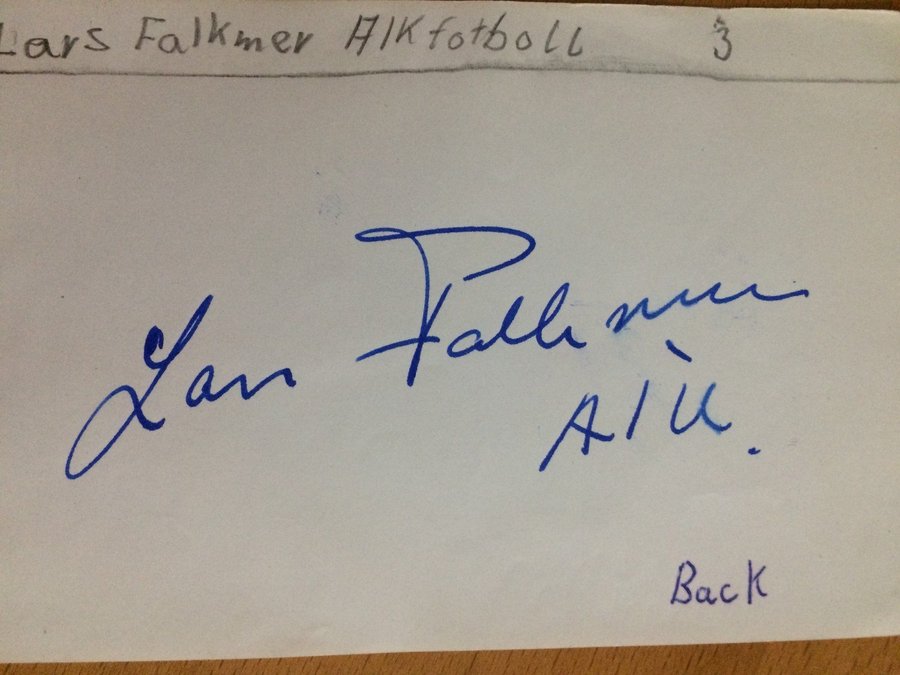 Lars Falkmer AIK fotboll 3
Lars Falkmer
AIK.
Back